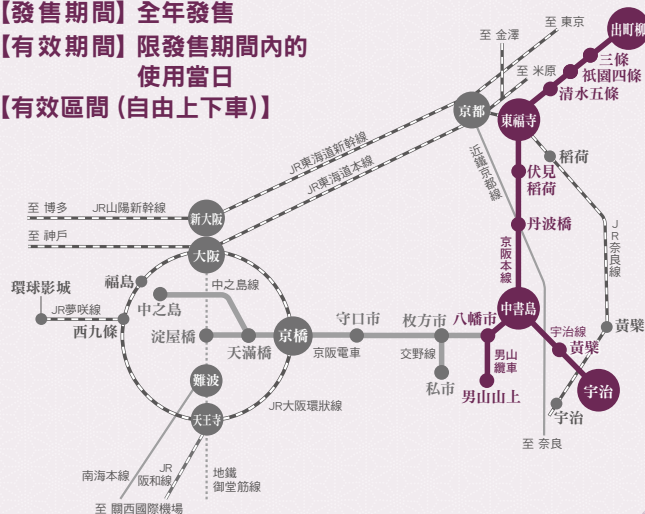 【發售期間】全年發售
【有效期間】限發售期間內的
使用當日
【有效區間（自由上下車）】
至 東京
至 金澤
至 米原
出町柳
三條
祇園四條
清水五條
京都
東福寺
稻荷
JR東海道新幹線
JR東海道本線
近鐵京都線
伏見
稻荷
丹波橋
京阪本線
JR奈良線
至 博多
JR山陽新幹線
新大阪
至 神戶
大阪
環球影城
福島
中之島
中之島線
JR夢咲線
西九條
淀屋橋
天滿橋
京橋
守口市
京阪電車
枚方市
交野線
私市
八幡市
男山
纜車
男山山上
中書島
宇治線
黃檗
黃檗
宇治
宇治
至 奈良
難波
天王寺
JR大阪環狀線
南海本線
JR
阪和線
地鐵
御堂筋線
至 關西國際機場